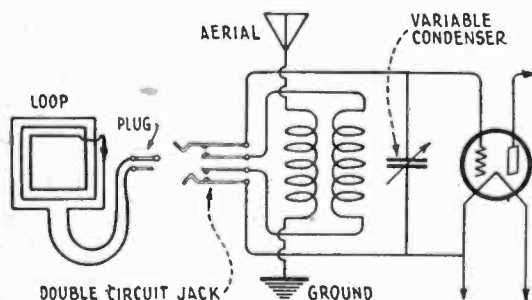 AERIAL
VARIABLE
CONDENSER
LOOP
PLUG
DOUBLE CIRCUIT JACK
GROUND